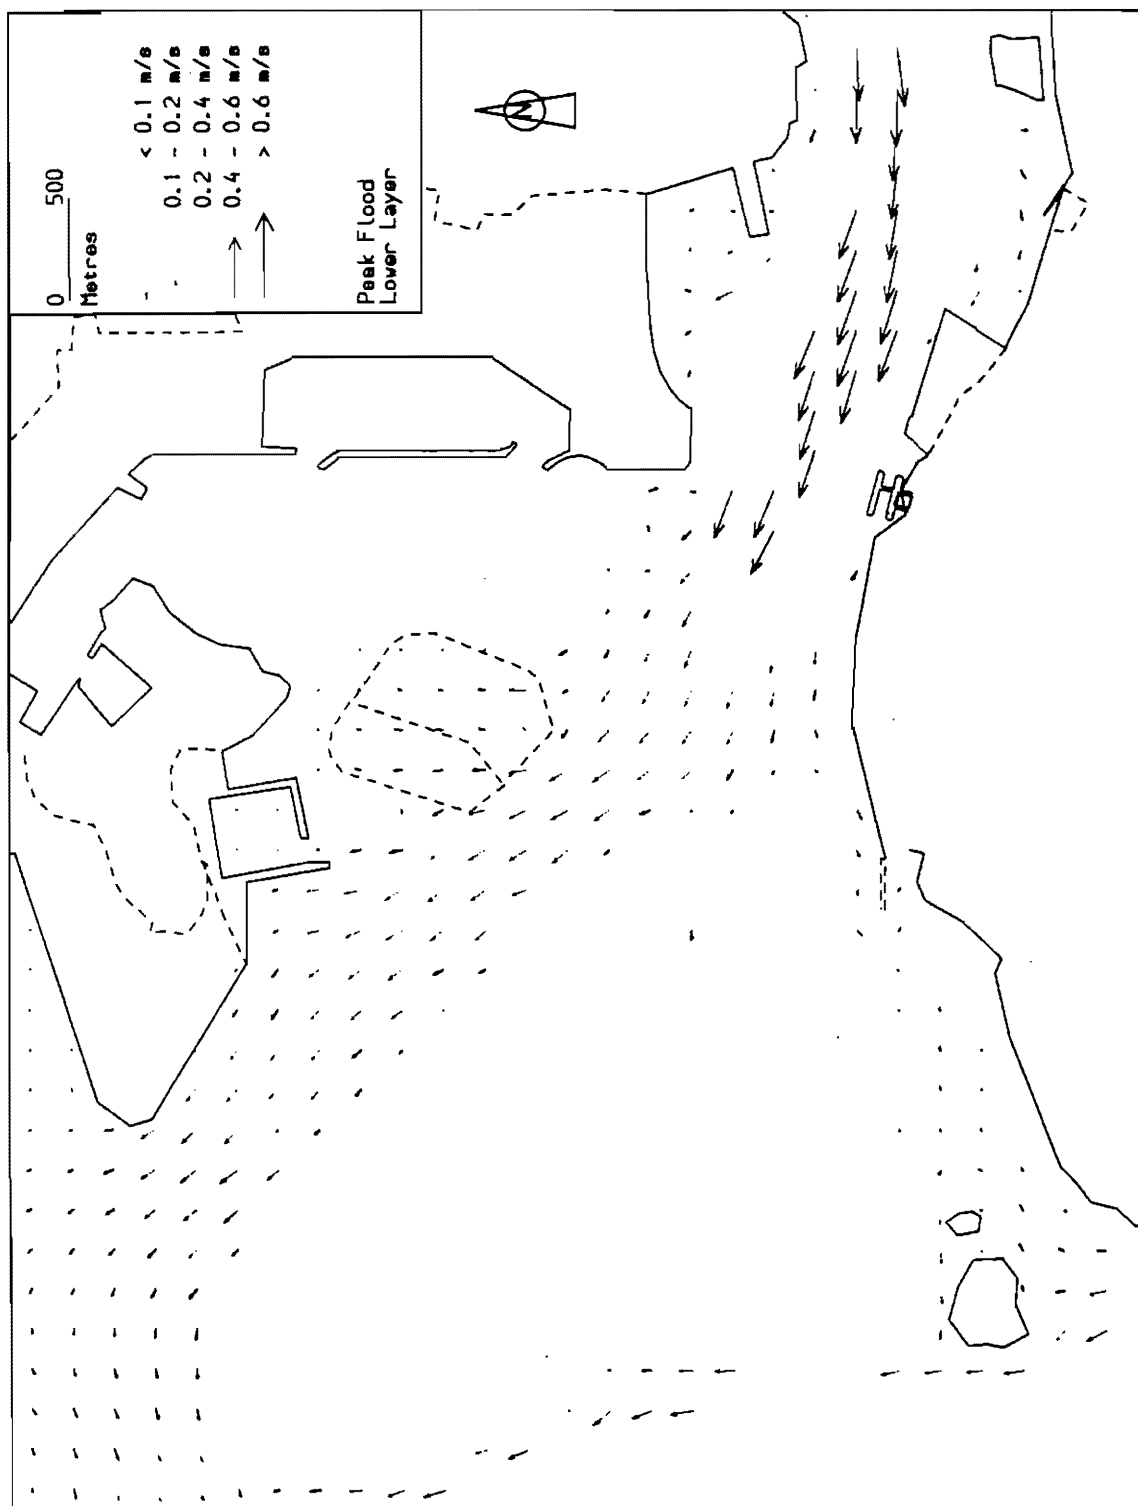 0 500
Metres
< 0.1 m/s
0.1 - 0.2 m/s
0.2 - 0.4 m/s
0.4 - 0.6 m/s
> 0.6 m/s
Peak Flood
Lower Layer
N